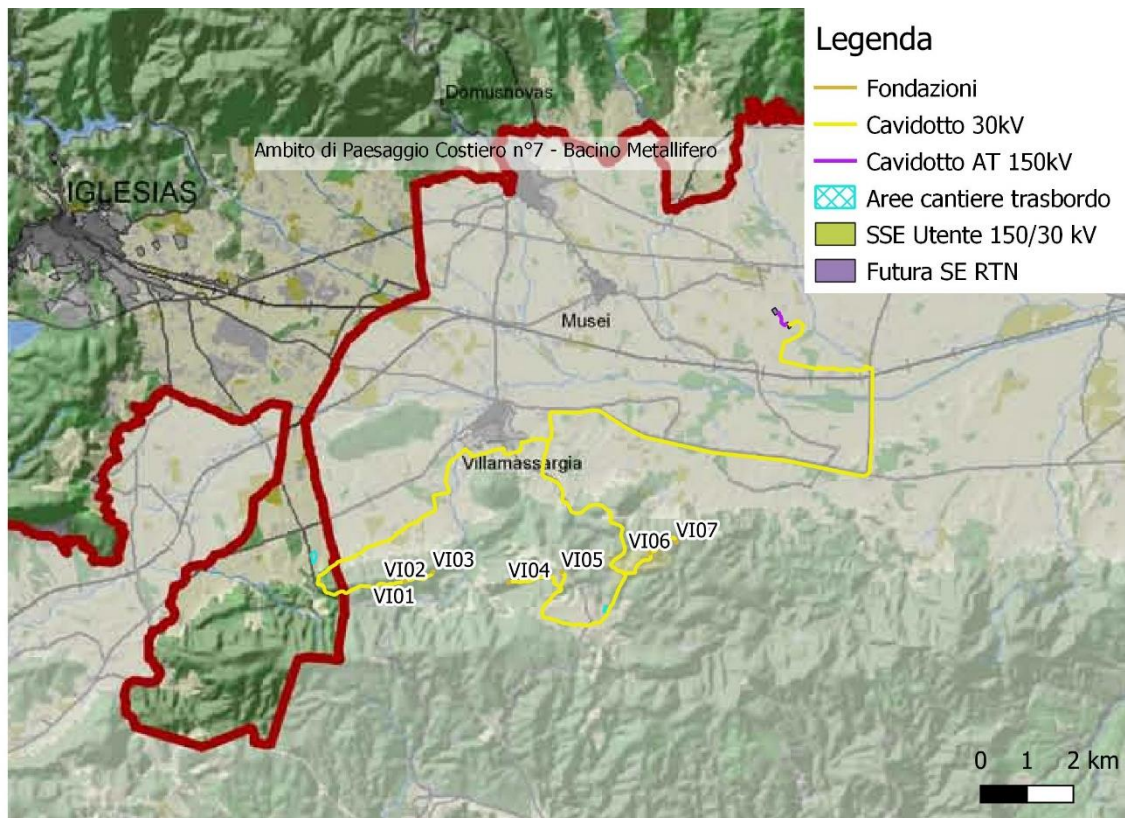 Legenda
Fondazioni
Cavidotto 30kV
Cavidotto AT 150kV
Aree cantiere trasbordo
SSE Utente 150/30 kV
Futura SE RTN
Domusnovas
Ambito di Paesaggio Costiero n°7 - Bacino Metallifero
IGLESIAS
Musei
Villamassargia
VI07
VI06
VI05
VI03
VI02
VI04
VI01
0 1 2 km